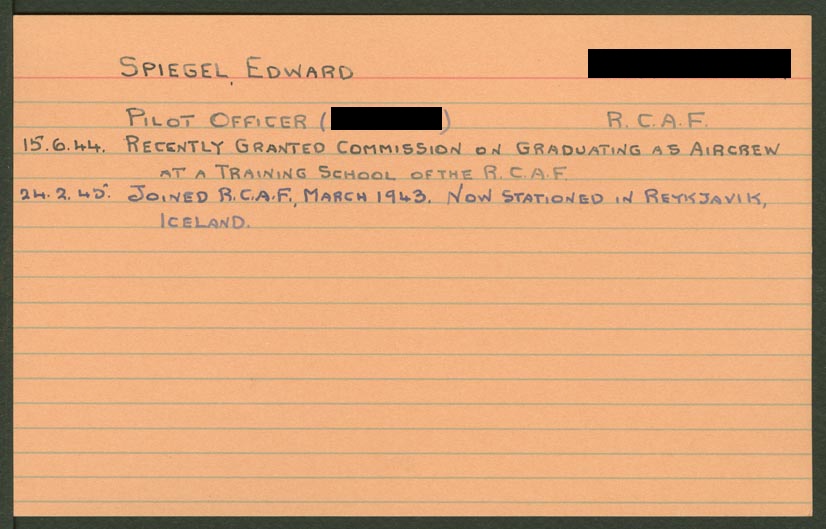 SPIEGEL, EDWARD
PILOT OFFICER ( ) R.C.A.F.
15.6.44. RECENTLY GRANTED COMMISSION ON GRADUATING AS AIRCREW
AT A TRAINING SCHOOL OF THE R.C.A.F.
24.2.45. JOINED R.C.A.F., MARCH 1943. NOW STATIONED IN REYKJAVIK,
ICELAND.